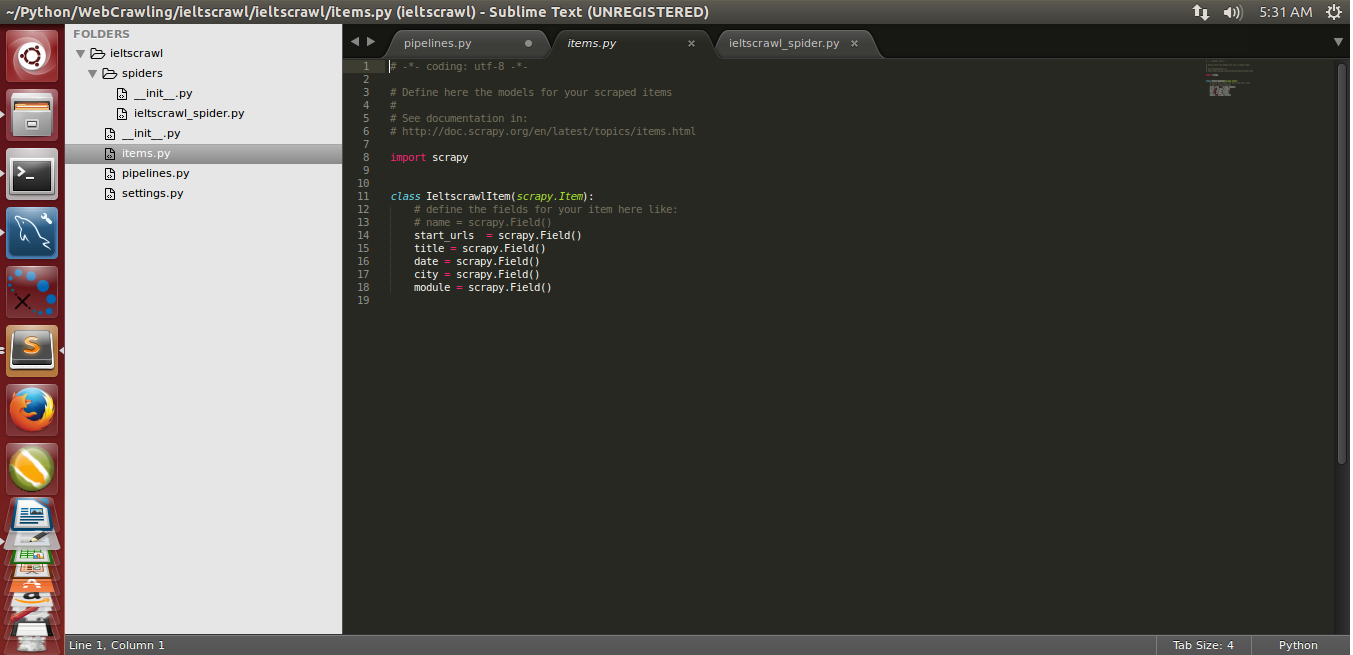 ~/Python/WebCrawling/ieltscrawl/ieltscrawl/items.py (ieltscrawl) - Sublime Text (UNREGISTERED)
5:31 AM
FOLDERS
ieltscrawl
spiders
__init__.py
ieltscrawl_spider.py
__init__.py
items.py
pipelines.py
settings.py
pipelines.py
items.py
ieltscrawl_spider.py
1 # -*- coding: utf-8 -*-
2
3 # Define here the models for your scraped items
4 #
5 # See documentation in:
6 # http://doc.scrapy.org/en/latest/topics/items.html
7
8 import scrapy
9
10
11 class IeltscrawlItem(scrapy.Item):
12 # define the fields for your item here like:
13 # name = scrapy.Field()
14 start_urls  = scrapy.Field()
15 title = scrapy.Field()
16 date = scrapy.Field()
17 city = scrapy.Field()
18 module = scrapy.Field()
19
Line 1, Column 1
Tab Size: 4
Python